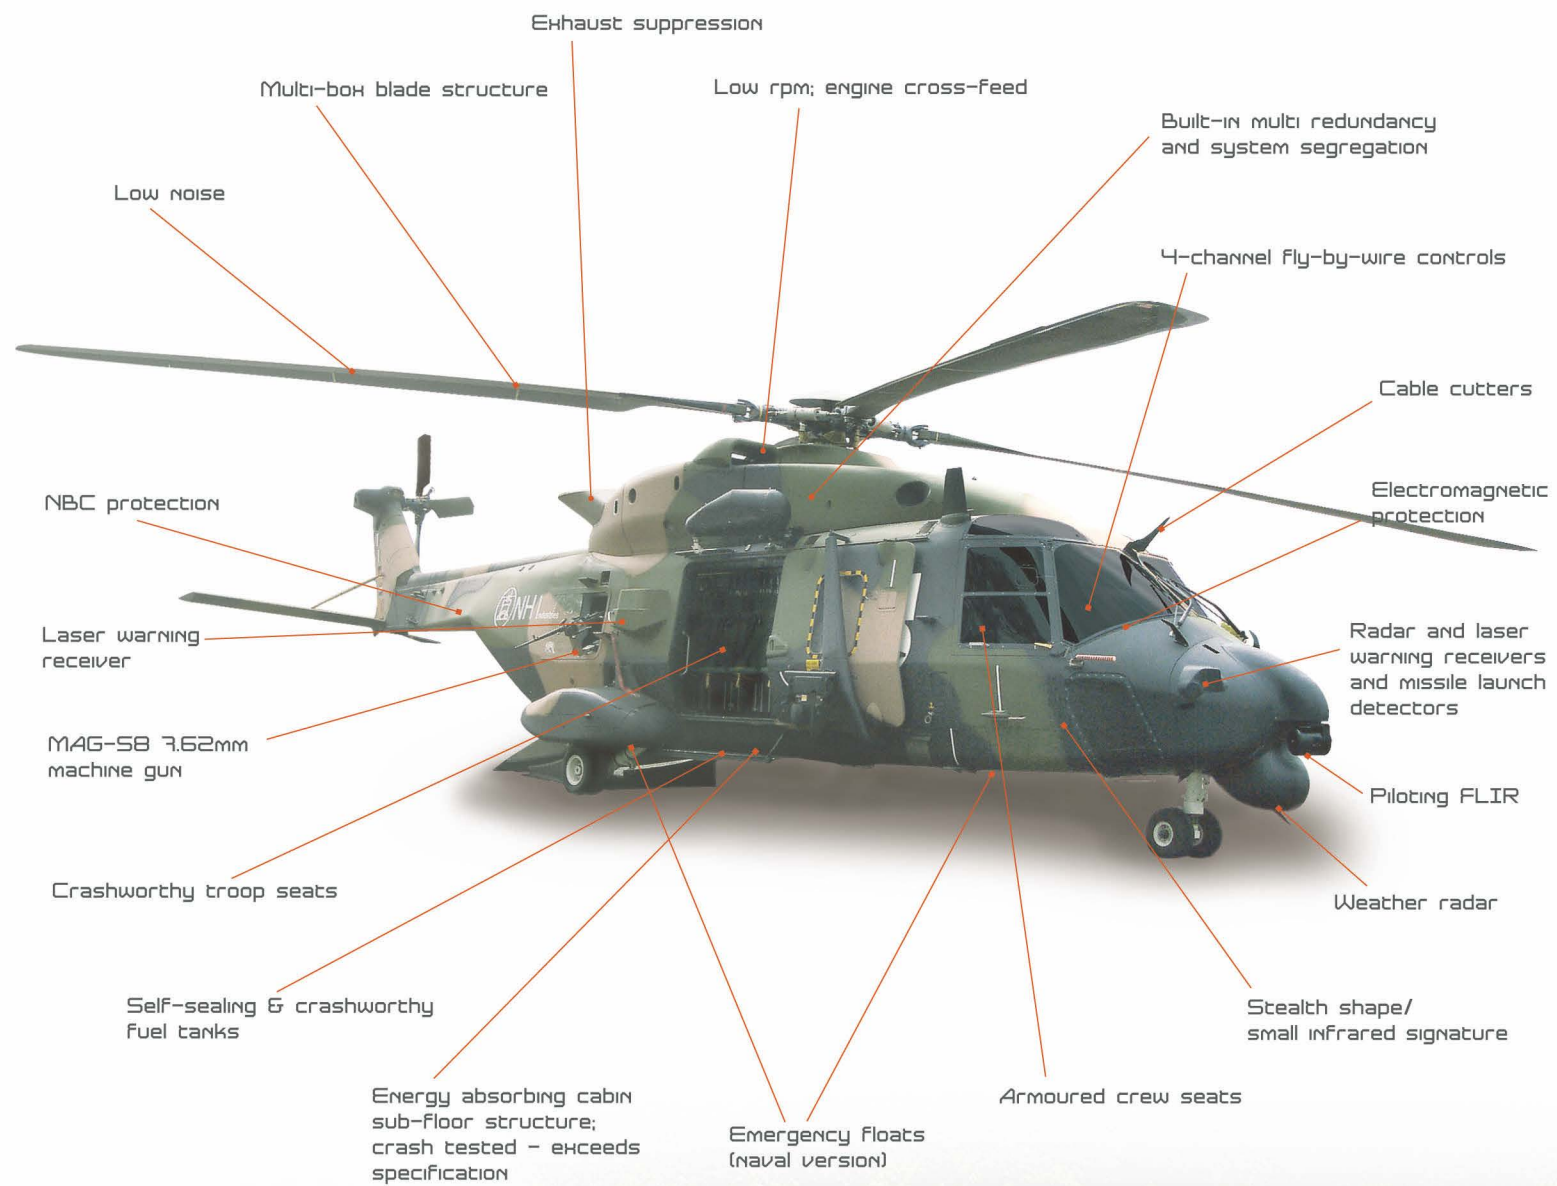 Exhaust suppression
Multi-box blade structure
Low rpm; engine cross-feed
Built-in multi redundancy
and system segregation
Low noise
4-channel fly-by-wire controls
Cable cutters
Electromagnetic
protection
NBC protection
NHI
Industries
Laser warning
receiver
Radar and laser
warning receivers
and missile launch
detectors
MAG-58 7.62mm
machine gun
Piloting FLIR
Crashworthy troop seats
Weather radar
Self-sealing & crashworthy
fuel tanks
Stealth shape/
small infrared signature
Energy absorbing cabin
sub-floor structure;
crash tested - exceeds
specification
Armoured crew seats
Emergency floats
(naval version)